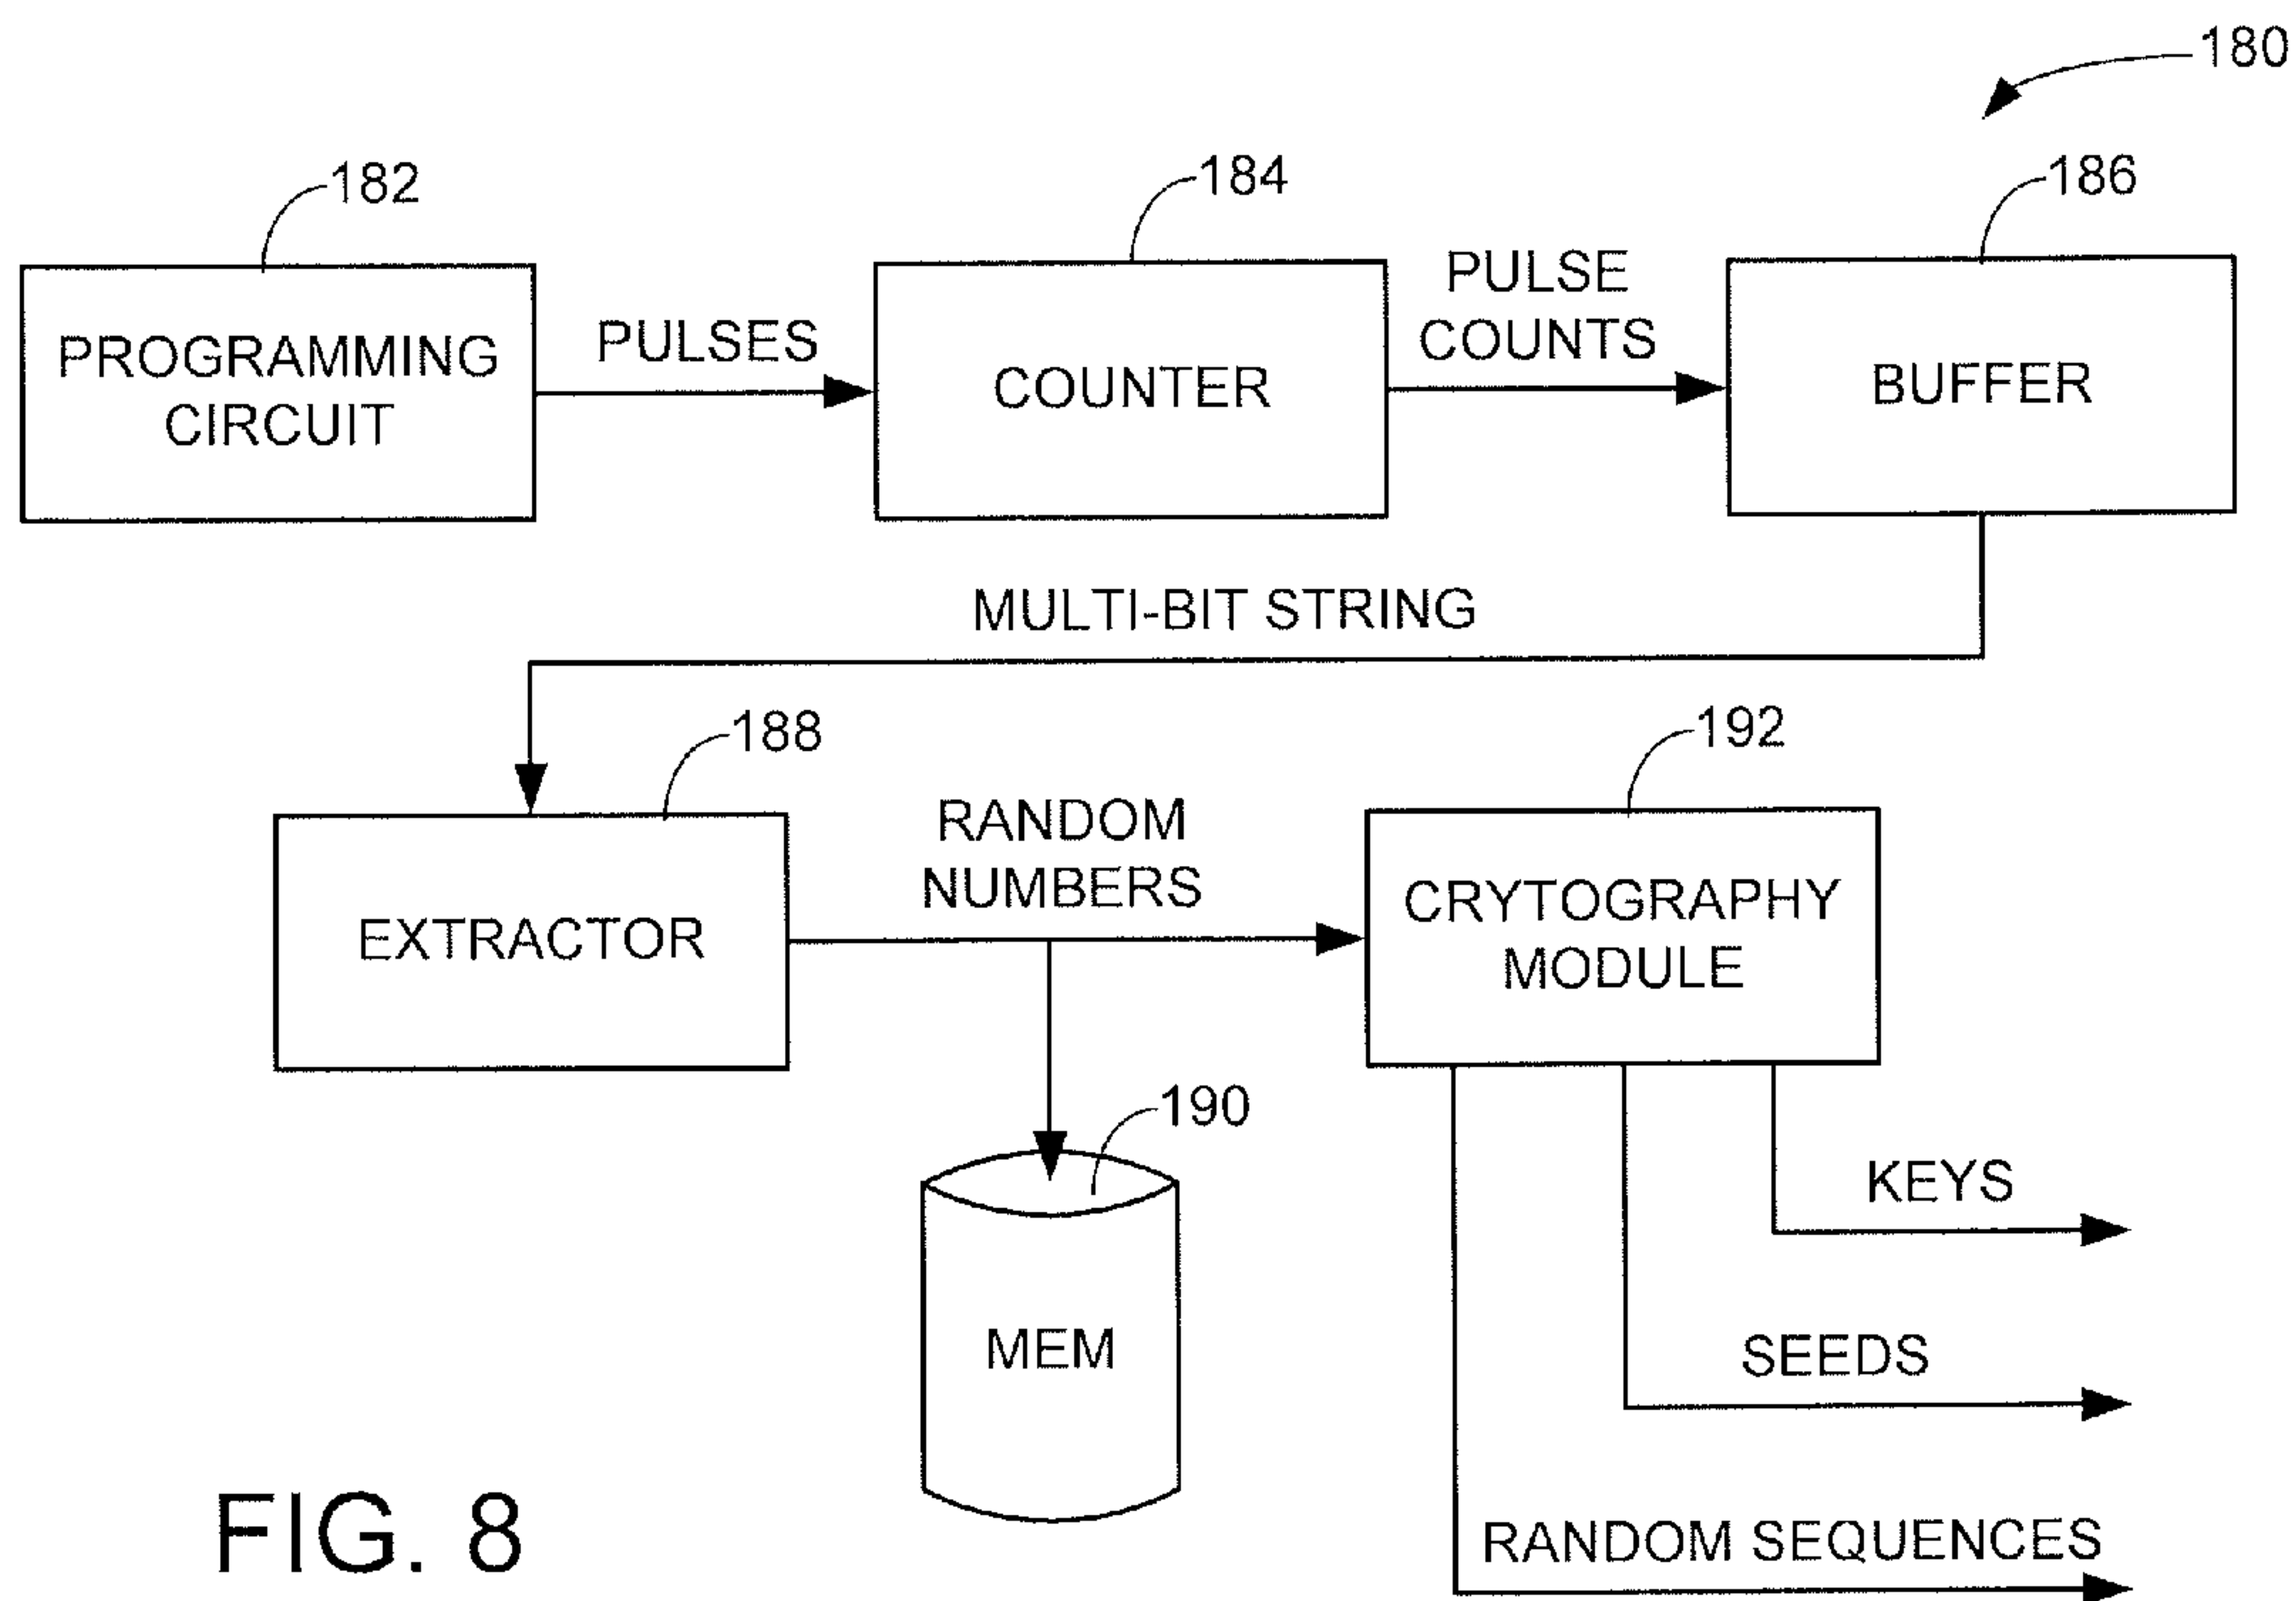 180
182
184
186
PROGRAMMING
CIRCUIT
PULSES
COUNTER
PULSE
COUNTS
BUFFER
MULTI-BIT STRING
188
192
EXTRACTOR
RANDOM
NUMBERS
CRYTOGRAPHY
MODULE
190
MEM
KEYS
SEEDS
RANDOM SEQUENCES
FIG. 8